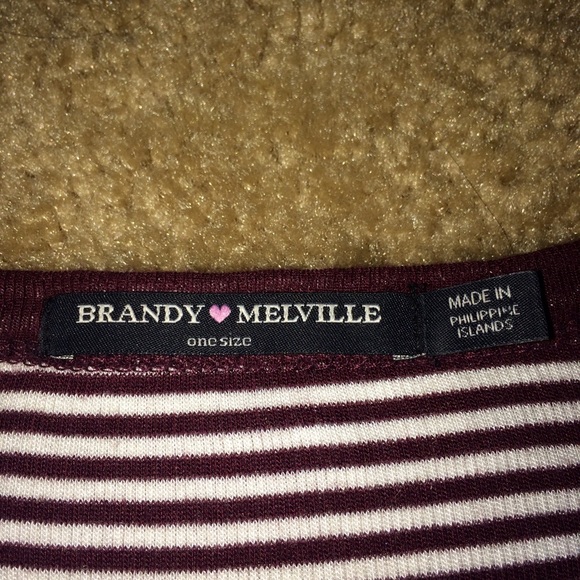 BRANDY 🩷 MELVILLE
one size
MADE IN
PHILIPPINE
ISLANDS